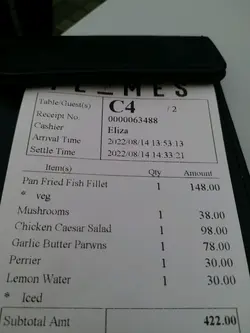 Table/Guest(s) C4 / 2
Receipt No. 0000063488
Cashier Eliza
Arrival Time 2022/08/14 13:53:13
Settle Time 2022/08/14 14:33:21
Item(s) Qty Amount
Pan Fried Fish Fillet 1 148.00
* veg
Mushrooms 1 38.00
Chicken Caesar Salad 1 98.00
Garlic Butter Parwns 1 78.00
Perrier 1 30.00
Lemon Water 1 30.00
* Iced
Subtotal Amt 422.00